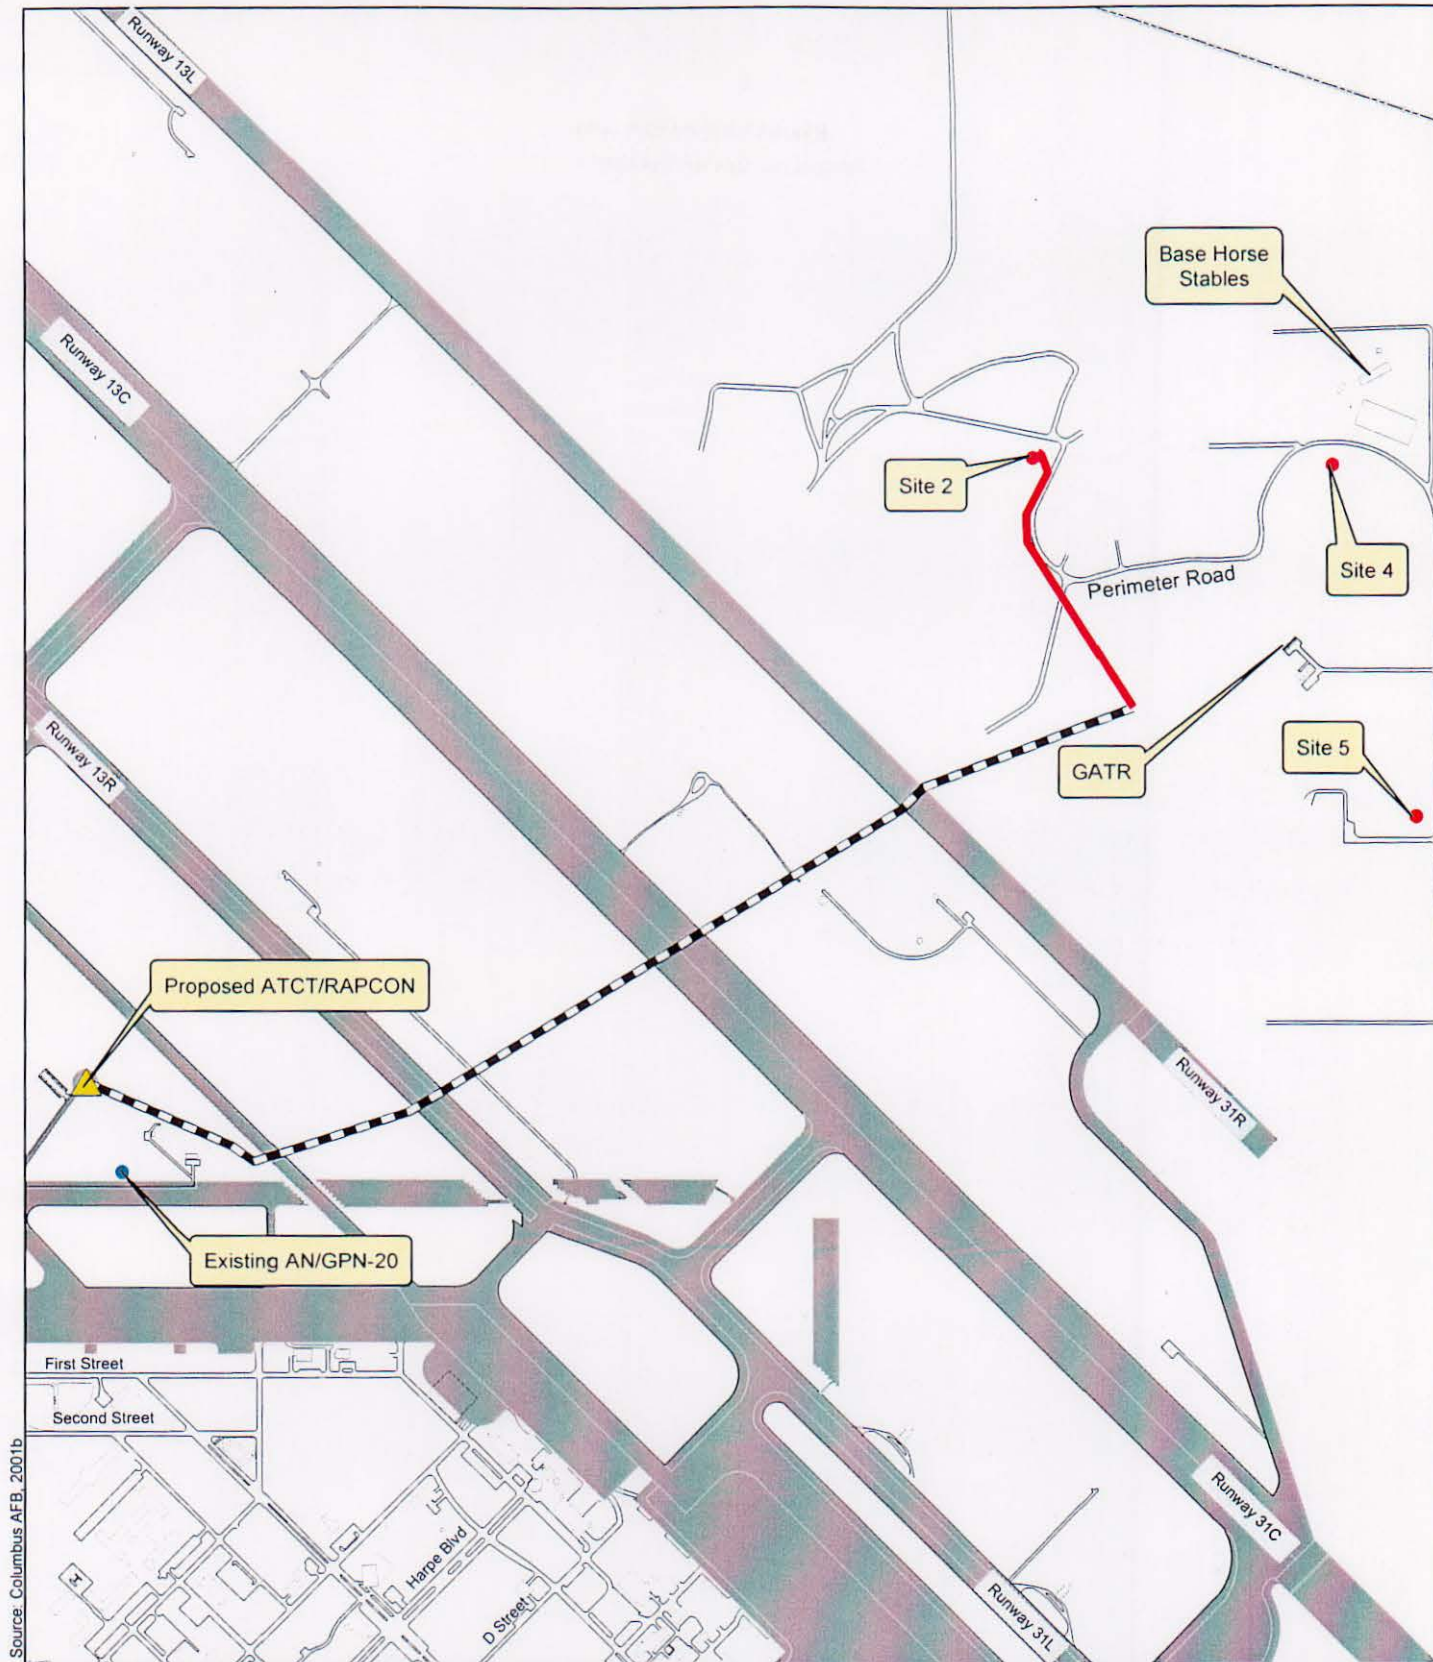 Runway 13L
Base Horse
Stables
Runway 13C
Site 2
Site 4
Perimeter Road
Runway 13R
Site 5
GATR
Proposed ATCT/RAPCON
Runway 31R
Existing AN/GPN-20
First Street
Second Street
Runway 31C
Harpe Blvd
D Street
Runway 31L
Source: Columbus AFB, 2001b